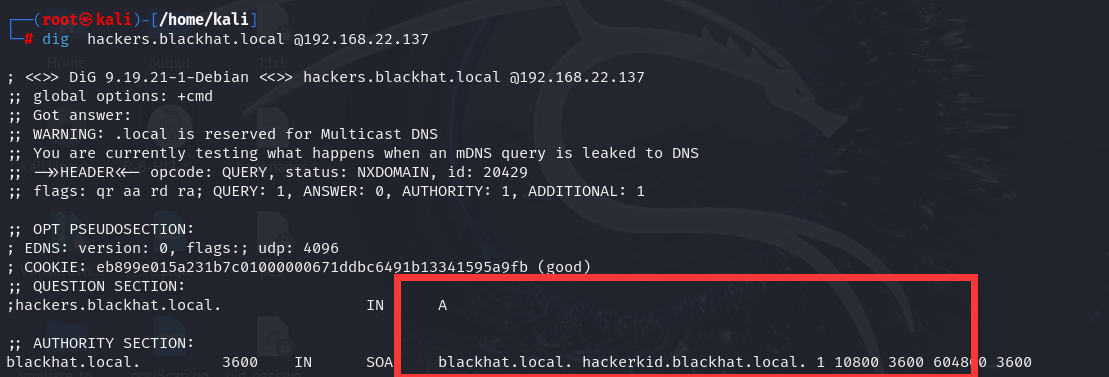 ┌──(root㉿kali)-[/home/kali]
└─# dig  hackers.blackhat.local @192.168.22.137
; <<>> DiG 9.19.21-1-Debian <<>> hackers.blackhat.local @192.168.22.137
;; global options: +cmd
;; Got answer:
;; WARNING: .local is reserved for Multicast DNS
;; You are currently testing what happens when an mDNS query is leaked to DNS
;; ->>HEADER<<- opcode: QUERY, status: NXDOMAIN, id: 20429
;; flags: qr aa rd ra; QUERY: 1, ANSWER: 0, AUTHORITY: 1, ADDITIONAL: 1
;; OPT PSEUDOSECTION:
; EDNS: version: 0, flags:; udp: 4096
; COOKIE: eb899e015a231b7c01000000671ddbc6491b13341595a9fb (good)
;; QUESTION SECTION:
;hackers.blackhat.local.		IN	A
;; AUTHORITY SECTION:
blackhat.local.		3600	IN	SOA	blackhat.local. hackerkid.blackhat.local. 1 10800 3600 604800 3600